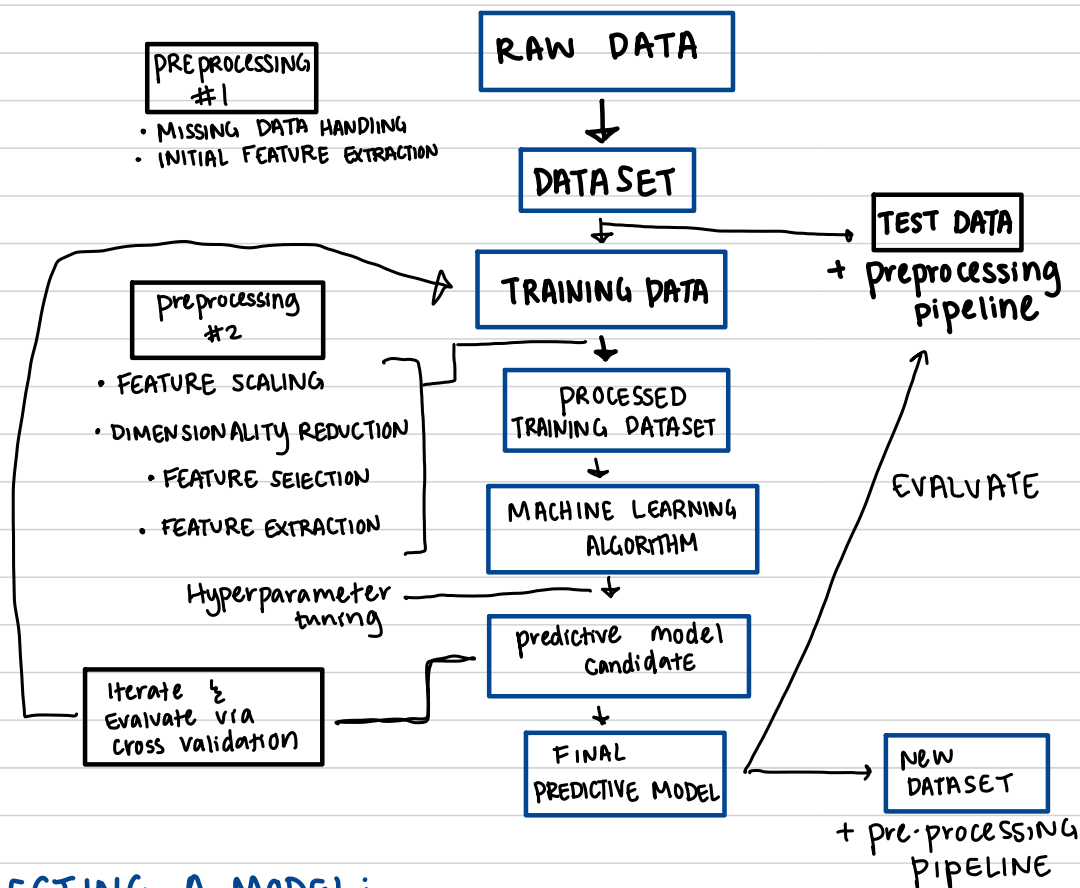 RAW DATA
PREPROCESSING
#1
• MISSING DATA HANDLING
• INITIAL FEATURE EXTRACTION
DATASET
TEST DATA
+ preprocessing
pipeline
TRAINING DATA
preprocessing
#2
• FEATURE SCALING
• DIMENSIONALITY REDUCTION
• FEATURE SELECTION
• FEATURE EXTRACTION
PROCESSED
TRAINING DATASET
EVALUATE
MACHINE LEARNING
ALGORITHM
Hyperparameter
tuning
predictive model
candidate
Iterate &
Evaluate via
cross validation
FINAL
PREDICTIVE MODEL
NEW
DATASET
+ pre-processing
PIPELINE
ECTING A MODEL: